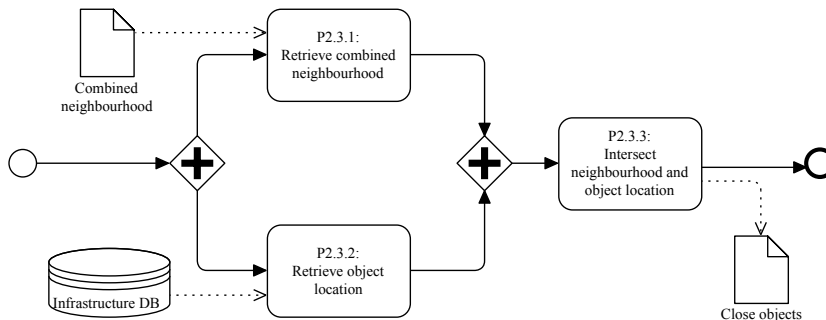 P2.3.1:
Retrieve combined
neighbourhood
Combined
neighbourhood
P2.3.3:
Intersect
neighbourhood and
object location
P2.3.2:
Retrieve object
location
Infrastructure DB
Close objects